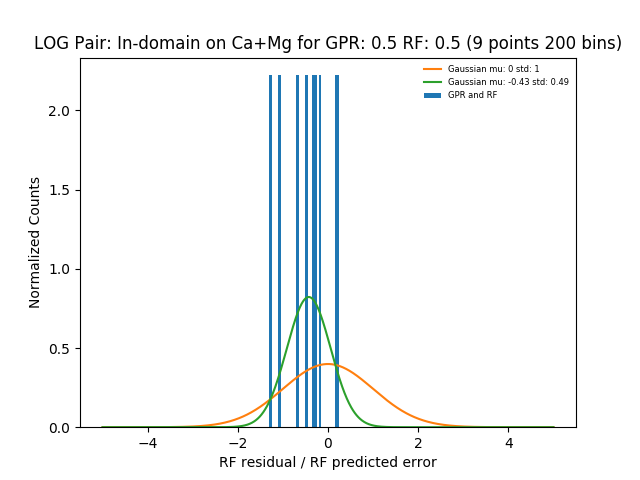 LOG Pair: In-domain on Ca+Mg for GPR: 0.5 RF: 0.5 (9 points 200 bins)
Gaussian mu: 0 std: 1
Gaussian mu: -0.43 std: 0.49
GPR and RF
Normalized Counts
2.0
1.5
1.0
0.5
0.0
−4
−2
0
2
4
RF residual / RF predicted error